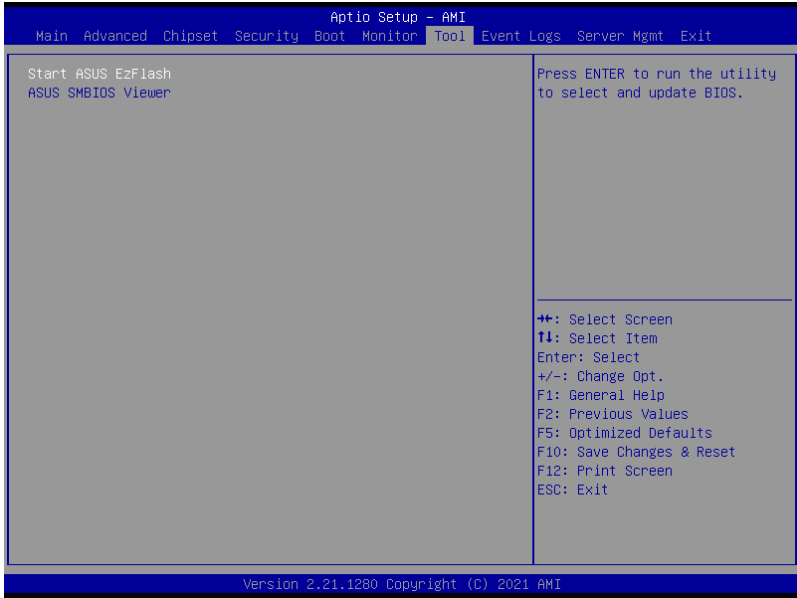 Aptio Setup – AMI
Main Advanced Chipset Security Boot Monitor Tool Event Logs Server Mgmt Exit
Start ASUS EzFlash
ASUS SMBIOS Viewer
Press ENTER to run the utility
to select and update BIOS.
→←: Select Screen
↑↓: Select Item
Enter: Select
+/-: Change Opt.
F1: General Help
F2: Previous Values
F5: Optimized Defaults
F10: Save Changes & Reset
F12: Print Screen
ESC: Exit
Version 2.21.1280 Copyright (C) 2021 AMI